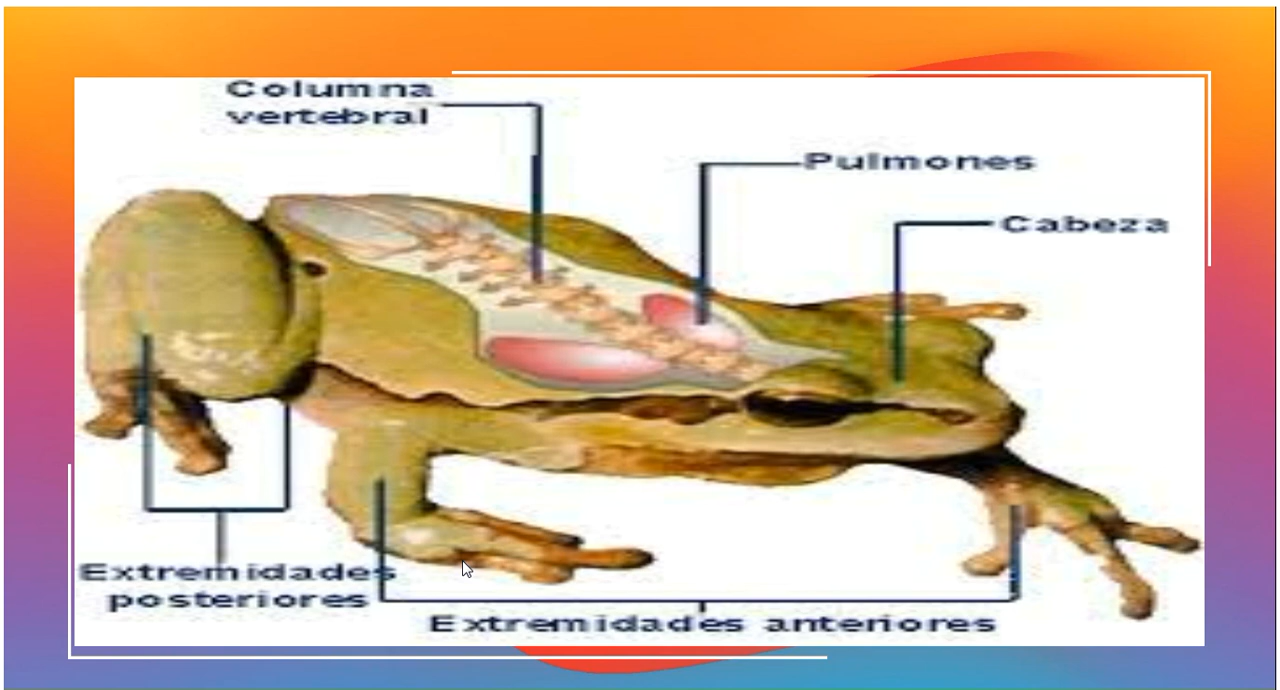 Columna
vertebral
Pulmones
Cabeza
Extremidades
posteriores
Extremidades anteriores